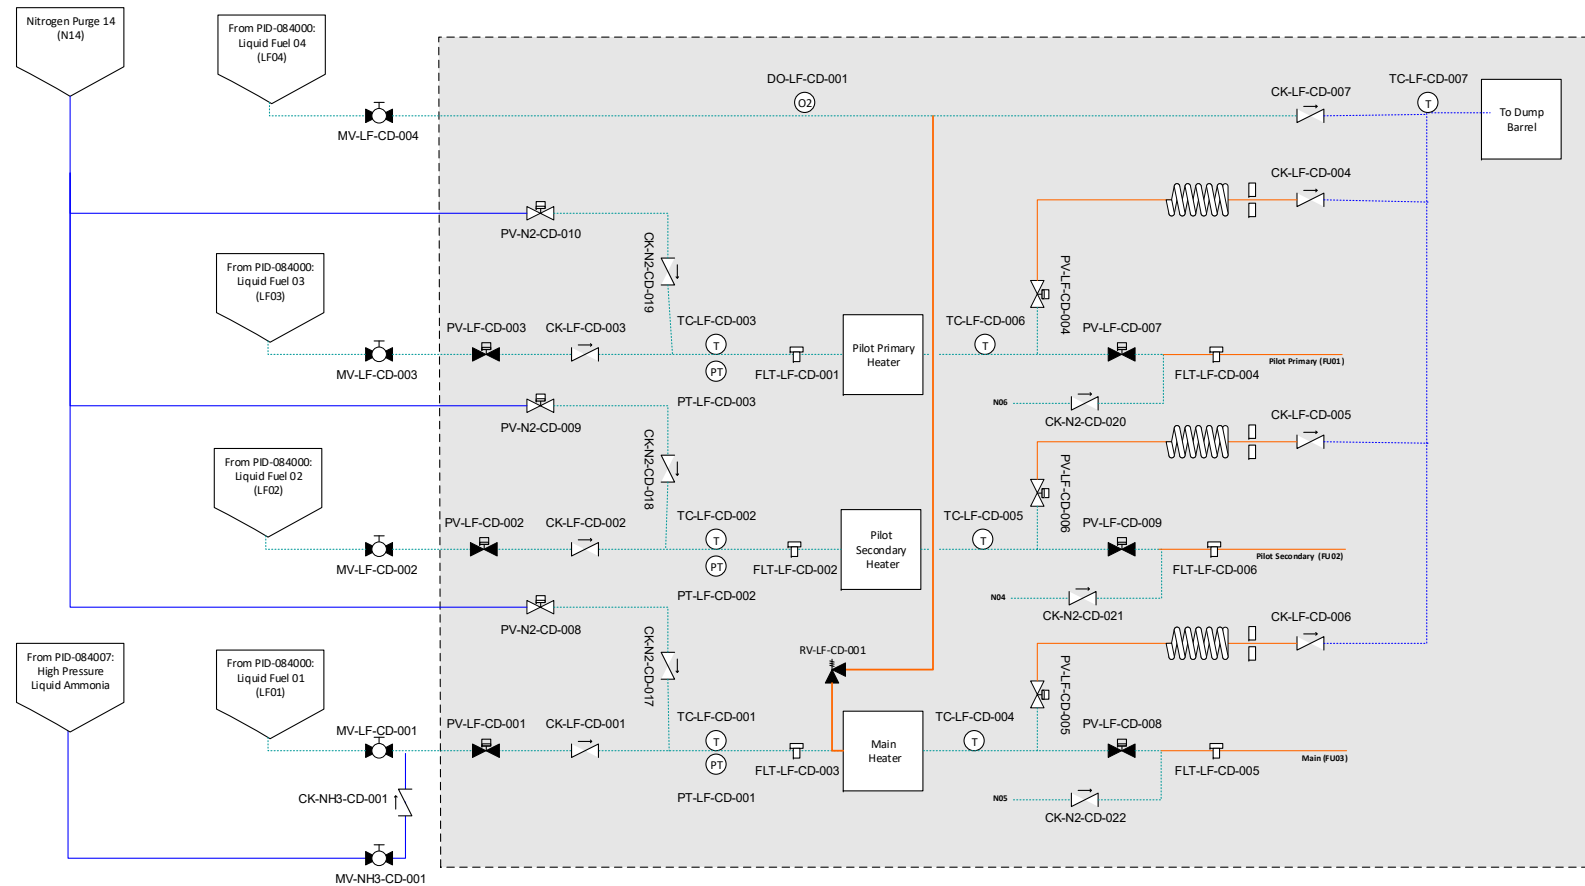 Nitrogen Purge 14
(N14)
From PID-084000:
Liquid Fuel 04
(LF04)
DO-LF-CD-001
O2
MV-LF-CD-004
CK-LF-CD-007
TC-LF-CD-007
T
To Dump
Barrel
CK-LF-CD-004
PV-N2-CD-010
CK-N2-CD-019
From PID-084000:
Liquid Fuel 03
(LF03)
MV-LF-CD-003
PV-LF-CD-003
CK-LF-CD-003
TC-LF-CD-003
T
PT
PT-LF-CD-003
FLT-LF-CD-001
Pilot Primary
Heater
TC-LF-CD-006
T
PV-LF-CD-004
PV-LF-CD-007
FLT-LF-CD-004
Pilot Primary (FU01)
N06
CK-N2-CD-020
CK-LF-CD-005
PV-N2-CD-009
CK-N2-CD-018
From PID-084000:
Liquid Fuel 02
(LF02)
MV-LF-CD-002
PV-LF-CD-002
CK-LF-CD-002
TC-LF-CD-002
T
PT
PT-LF-CD-002
FLT-LF-CD-002
Pilot
Secondary
Heater
TC-LF-CD-005
T
PV-LF-CD-006
PV-LF-CD-009
FLT-LF-CD-006
Pilot Secondary (FU02)
N04
CK-N2-CD-021
CK-LF-CD-006
PV-N2-CD-008
CK-N2-CD-017
RV-LF-CD-001
From PID-084007:
High Pressure
Liquid Ammonia
From PID-084000:
Liquid Fuel 01
(LF01)
MV-LF-CD-001
PV-LF-CD-001
CK-LF-CD-001
TC-LF-CD-001
T
PT
PT-LF-CD-001
FLT-LF-CD-003
Main
Heater
TC-LF-CD-004
T
PV-LF-CD-005
PV-LF-CD-008
FLT-LF-CD-005
Main (FU03)
N05
CK-N2-CD-022
CK-NH3-CD-001
MV-NH3-CD-001